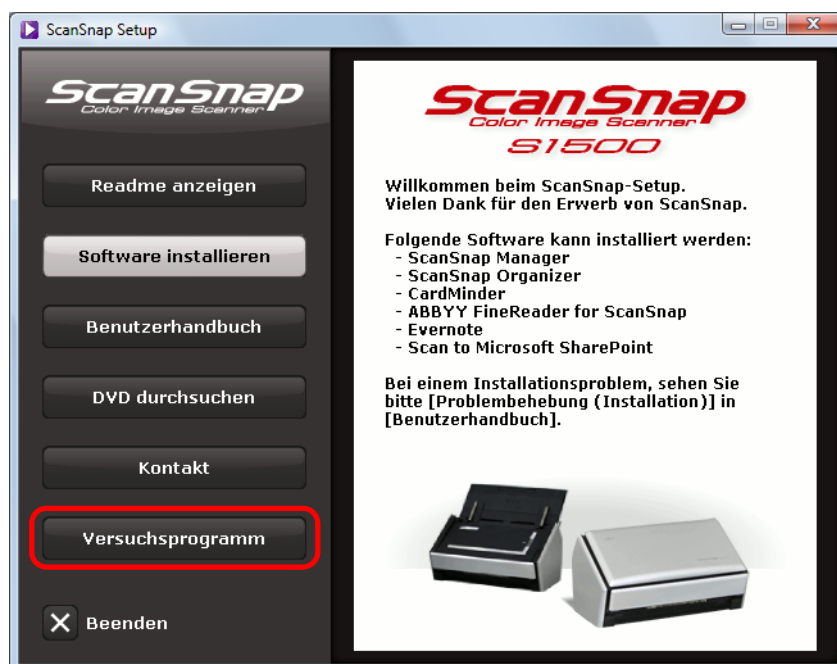 ScanSnap Setup
ScanSnap
Color Image Scanner
Readme anzeigen
Software installieren
Benutzerhandbuch
DVD durchsuchen
Kontakt
Versuchsprogramm
Beenden
ScanSnap
Color Image Scanner
S1500
Willkommen beim ScanSnap-Setup.
Vielen Dank für den Erwerb von ScanSnap.
Folgende Software kann installiert werden:
- ScanSnap Manager
- ScanSnap Organizer
- CardMinder
- ABBYY FineReader for ScanSnap
- Evernote
- Scan to Microsoft SharePoint
Bei einem Installationsproblem, sehen Sie
bitte [Problembehebung (Installation)] in
[Benutzerhandbuch].